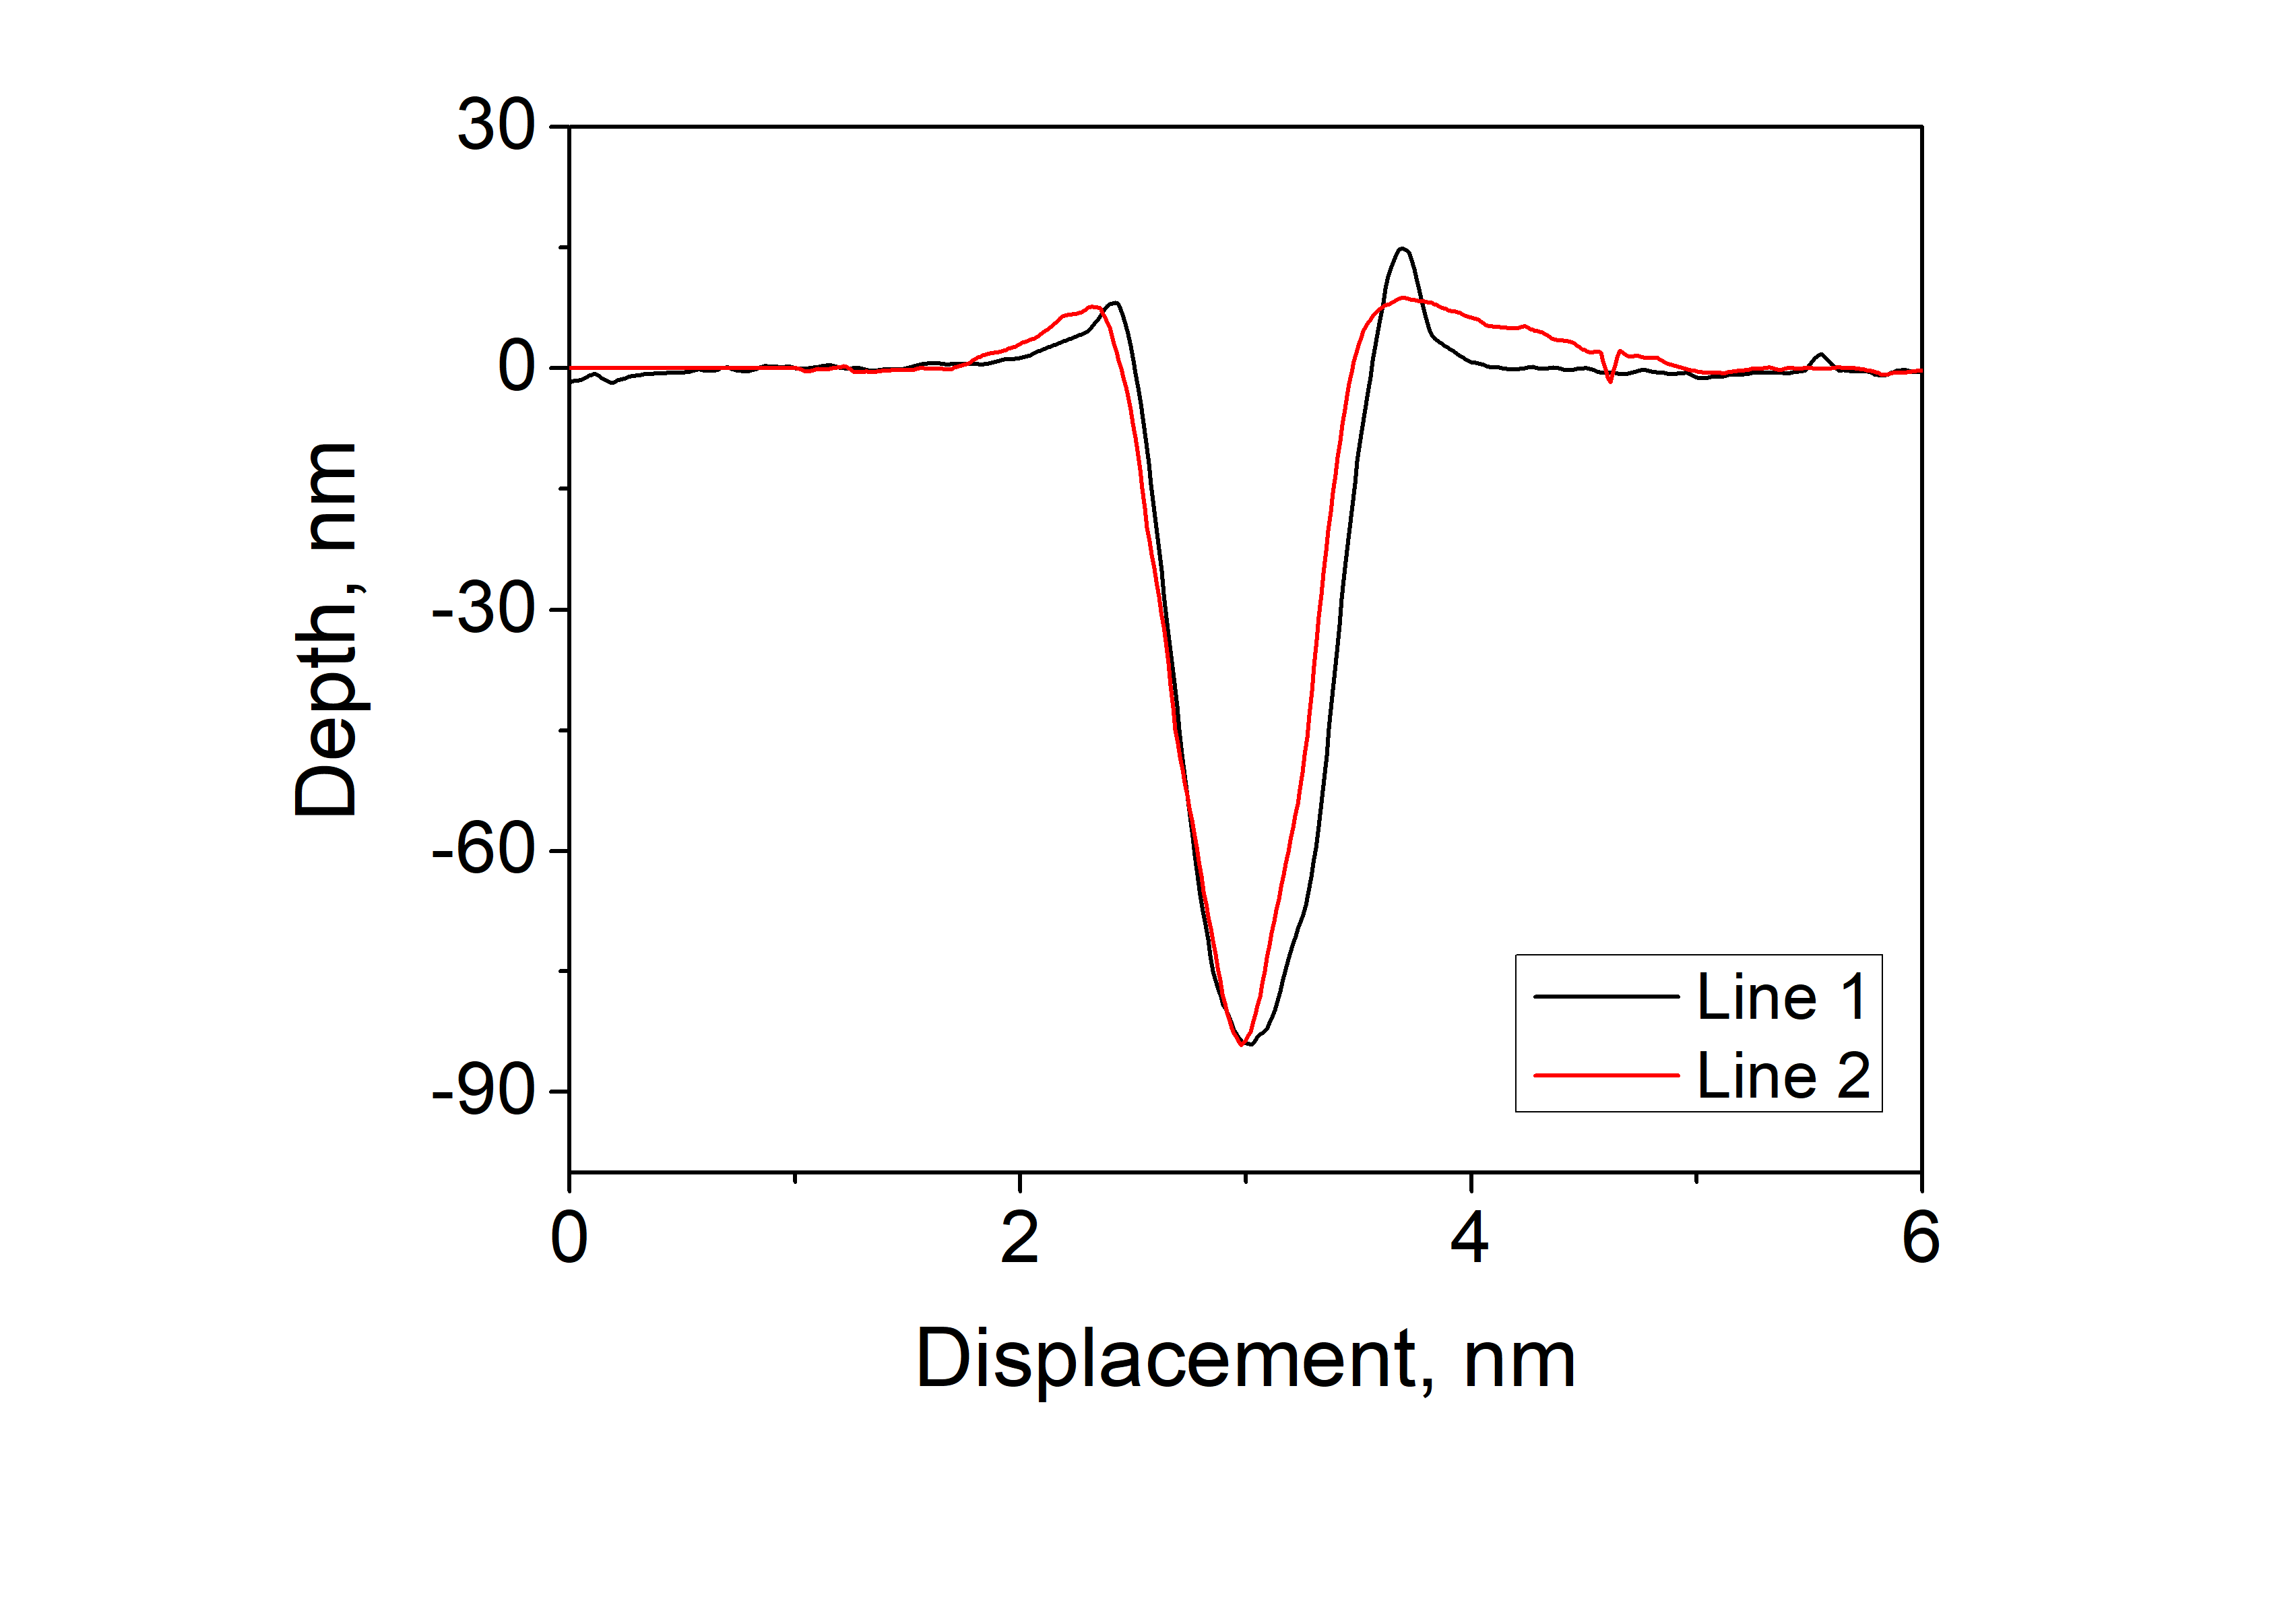 30
0
-30
-60
-90
Depth, nm
0 2 4 6
Displacement, nm
Line 1
Line 2